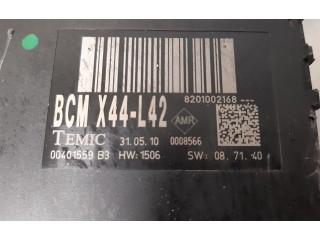 8201002168 ---
BCM X44-L42
AMR
TEMIC 31.05.10 0008566
00401559 B3 HW:1506 SW: 08.71.40